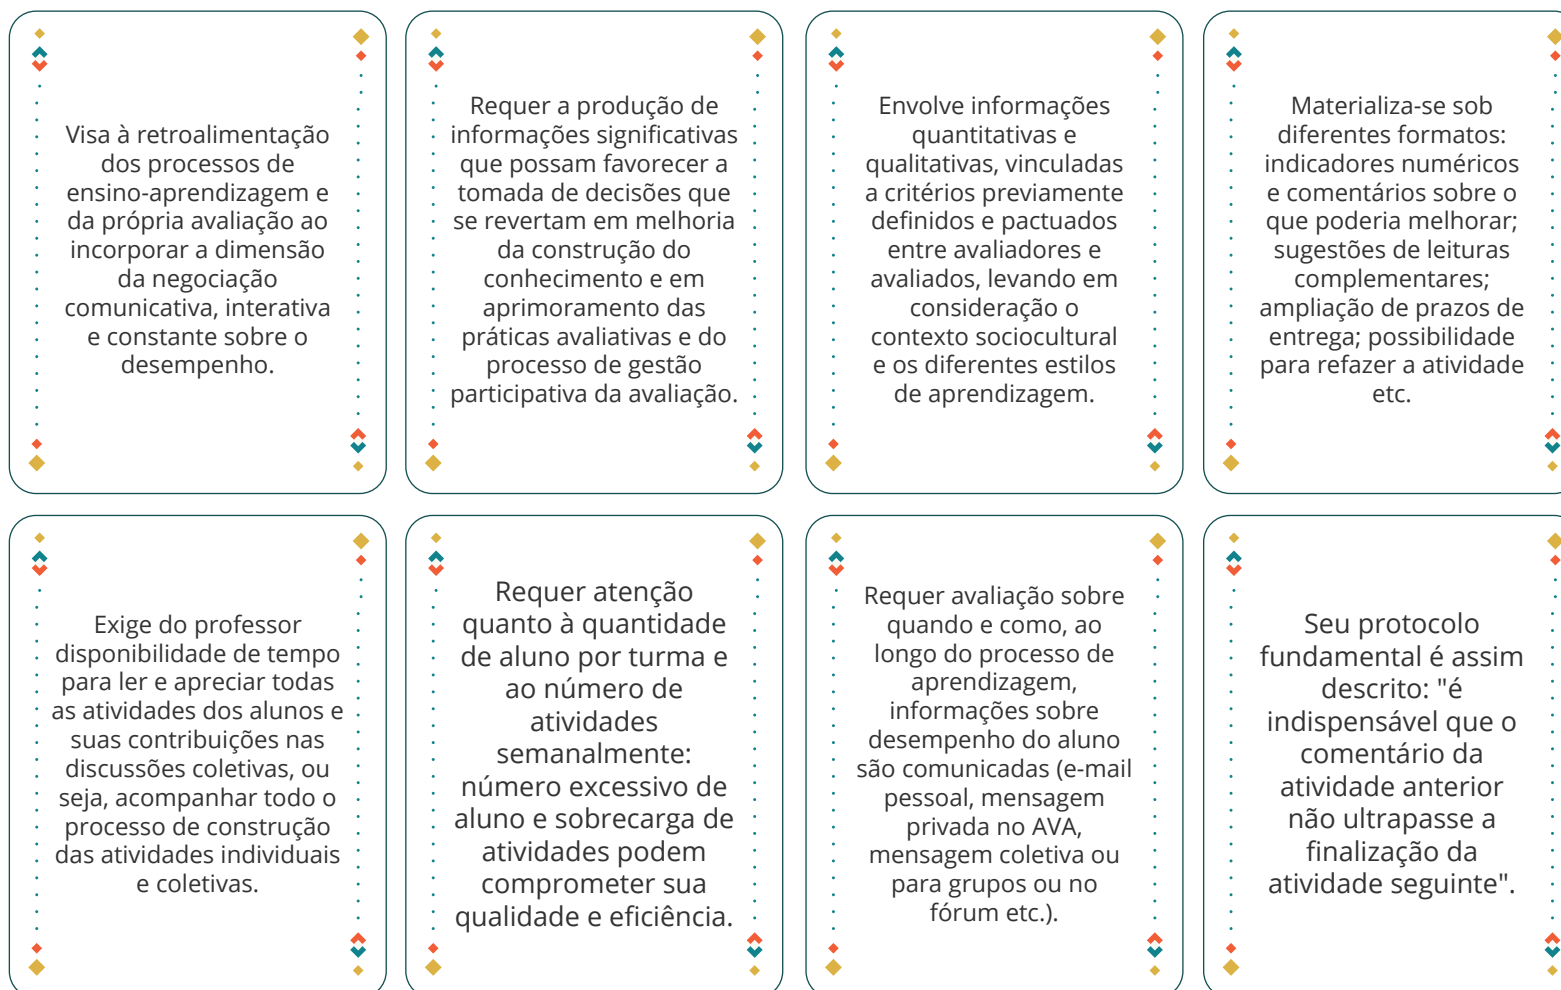 Visa à retroalimentação
dos processos de
ensino-aprendizagem e
da própria avaliação ao
incorporar a dimensão
da negociação
comunicativa, interativa
e constante sobre o
desempenho.
Requer a produção de
informações significativas
que possam favorecer a
tomada de decisões que
se revertam em melhoria
da construção do
conhecimento e em
aprimoramento das
práticas avaliativas e do
processo de gestão
participativa da avaliação.
Envolve informações
quantitativas e
qualitativas, vinculadas
a critérios previamente
definidos e pactuados
entre avaliadores e
avaliados, levando em
consideração o
contexto sociocultural
e os diferentes estilos
de aprendizagem.
Materializa-se sob
diferentes formatos:
indicadores numéricos
e comentários sobre o
que poderia melhorar;
sugestões de leituras
complementares;
ampliação de prazos de
entrega; possibilidade
para refazer a atividade
etc.
Exige do professor
disponibilidade de tempo
para ler e apreciar todas
as atividades dos alunos e
suas contribuições nas
discussões coletivas, ou
seja, acompanhar todo o
processo de construção
das atividades individuais
e coletivas.
Requer atenção
quanto à quantidade
de aluno por turma e
ao número de
atividades
semanalmente:
número excessivo de
aluno e sobrecarga de
atividades podem
comprometer sua
qualidade e eficiência.
Requer avaliação sobre
quando e como, ao
longo do processo de
aprendizagem,
informações sobre
desempenho do aluno
são comunicadas (e-mail
pessoal, mensagem
privada no AVA,
mensagem coletiva ou
para grupos ou no
fórum etc.).
Seu protocolo
fundamental é assim
descrito: "é
indispensável que o
comentário da
atividade anterior
não ultrapasse a
finalização da
atividade seguinte".